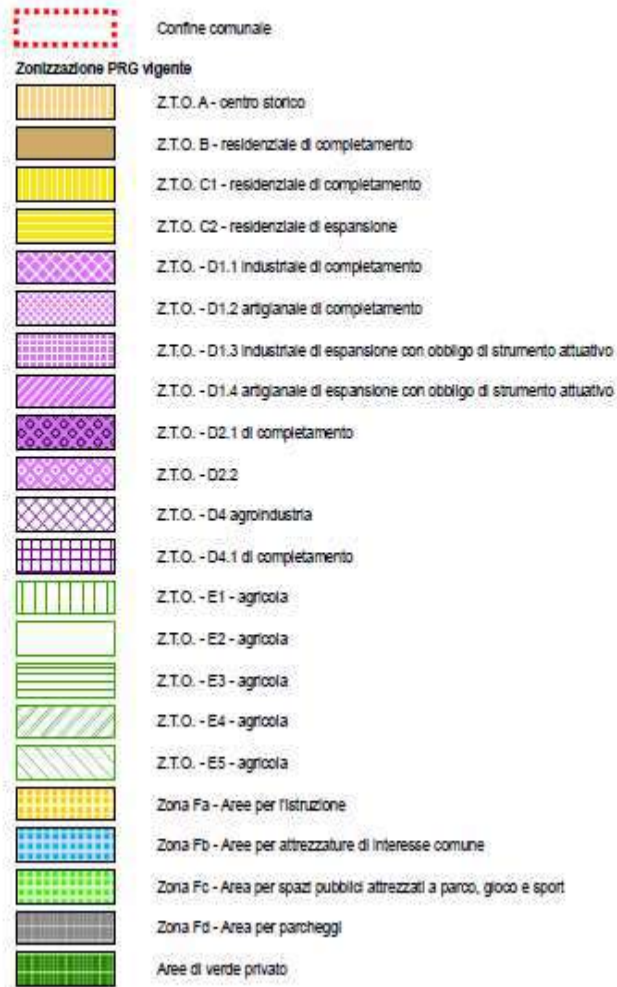 Confine comunale
Zonizzazione PRG vigente
Z.T.O. A - centro storico
Z.T.O. B - residenziale di completamento
Z.T.O. C1 - residenziale di completamento
Z.T.O. C2 - residenziale di espansione
Z.T.O. - D1.1 industriale di completamento
Z.T.O. - D1.2 artigianale di completamento
Z.T.O. - D1.3 industriale di espansione con obbligo di strumento attuativo
Z.T.O. - D1.4 artigianale di espansione con obbligo di strumento attuativo
Z.T.O. - D2.1 di completamento
Z.T.O. - D2.2
Z.T.O. - D4 agroindustria
Z.T.O. - D4.1 di completamento
Z.T.O. - E1 - agricola
Z.T.O. - E2 - agricola
Z.T.O. - E3 - agricola
Z.T.O. - E4 - agricola
Z.T.O. - E5 - agricola
Zona Fa - Aree per l'istruzione
Zona Fb - Aree per attrezzature di interesse comune
Zona Fc - Area per spazi pubblici attrezzati a parco, gioco e sport
Zona Fd - Area per parcheggi
Aree di verde privato